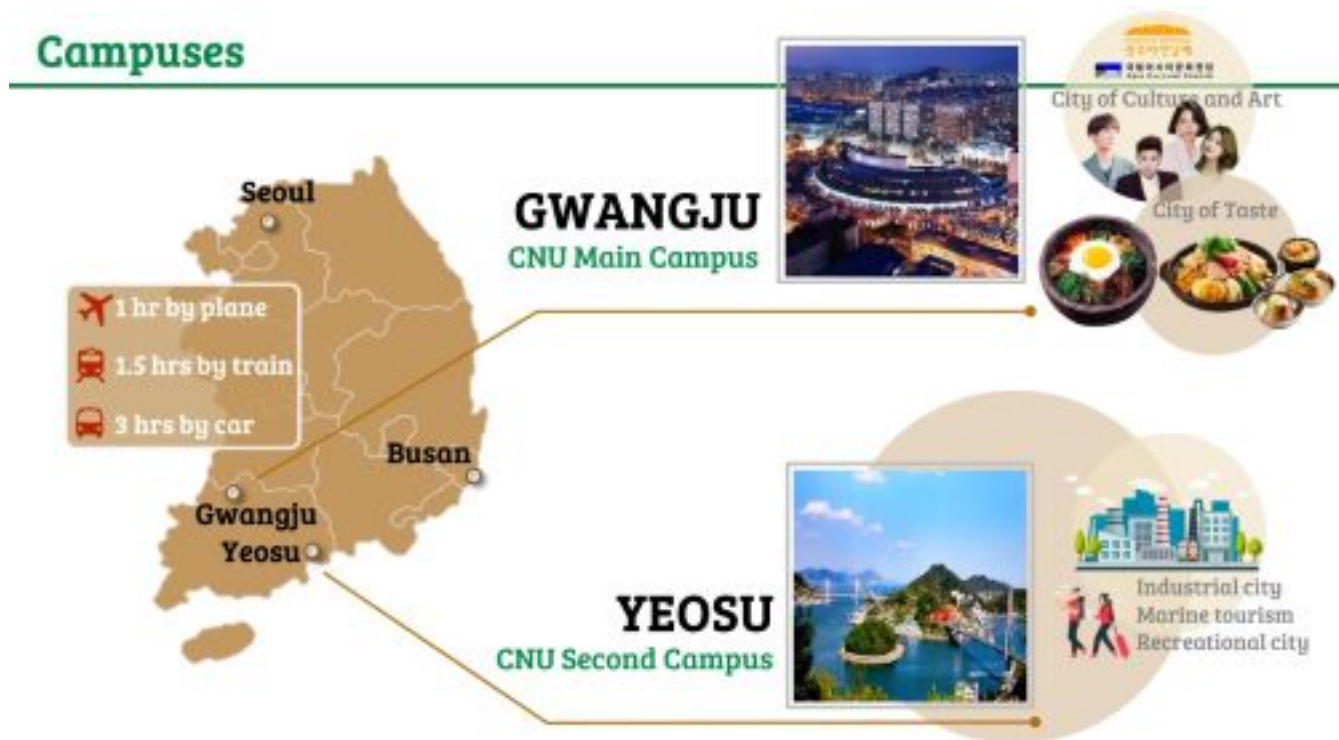 Campuses
City of Culture and Art
GWANGJU
CNU Main Campus
City of Taste
Seoul
1 hr by plane
1.5 hrs by train
3 hrs by car
Busan
Gwangju
Yeosu
YEOSU
CNU Second Campus
Industrial city
Marine tourism
Recreational city